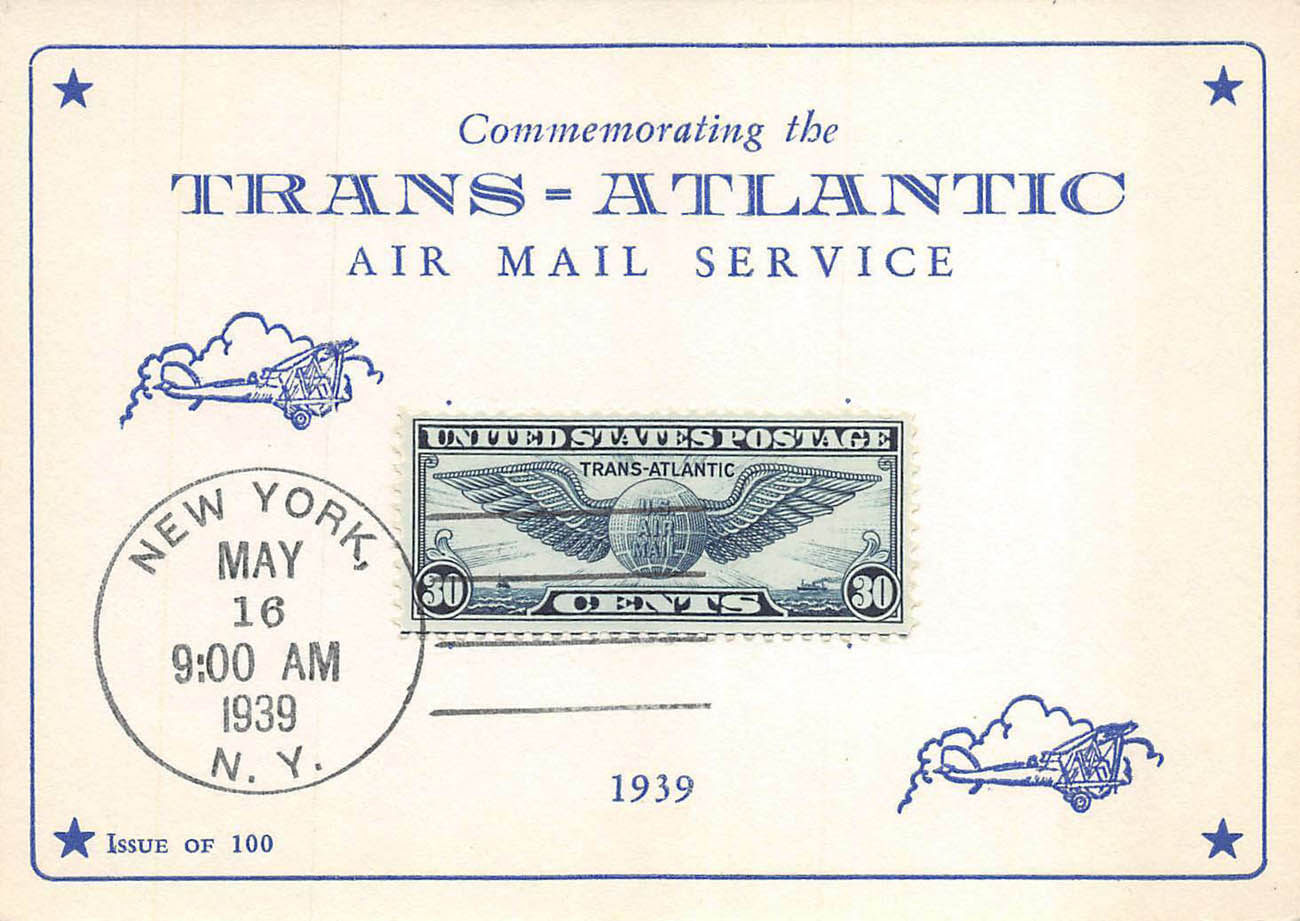 Commemorating the
TRANS=ATLANTIC
AIR MAIL SERVICE
UNITED STATES POSTAGE
TRANS-ATLANTIC
U.S.
AIR
MAIL
30 CENTS 30
NEW YORK,
MAY
16
9:00 AM
1939
N. Y.
1939
ISSUE OF 100